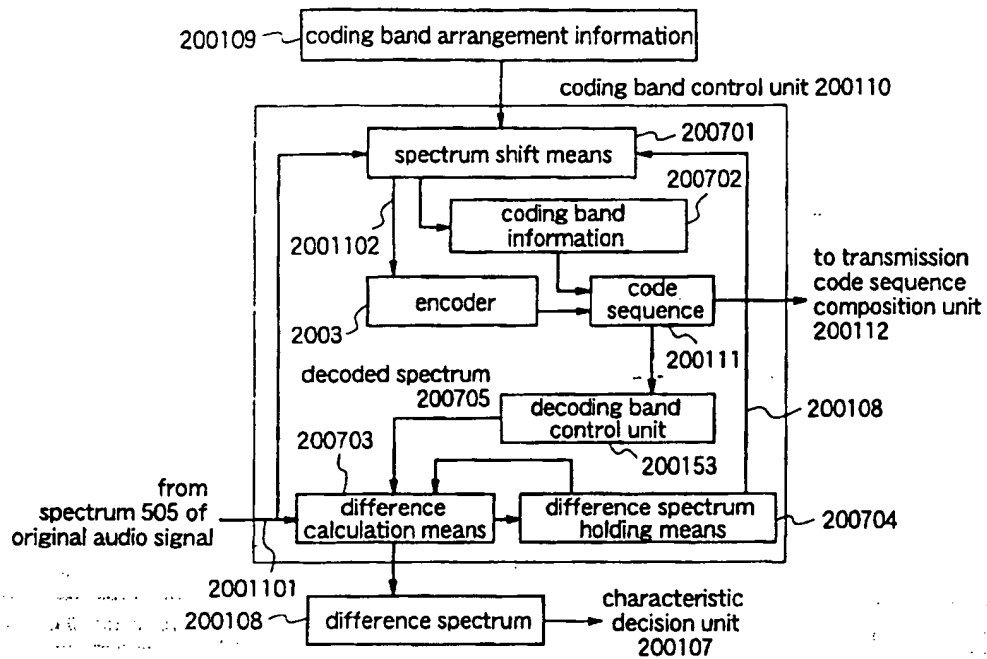 200109
coding band arrangement information
coding band control unit 200110
200701
spectrum shift means
200702
coding band
information
2001102
to transmission
code sequence
composition unit
200112
encoder
code
sequence
2003
200111
decoded spectrum
200705
decoding band
control unit
200108
200703
200153
from
spectrum 505 of
original audio signal
difference
calculation means
difference spectrum
holding means
200704
2001101
200108
difference spectrum
characteristic
decision unit
200107